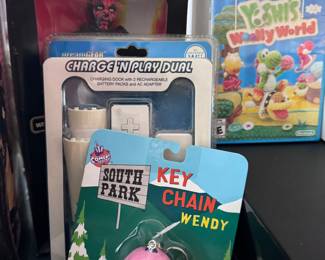 dreamGEAR
CHARGE 'N PLAY DUAL
CHARGING DOCK WITH 2 RECHARGEABLE
BATTERY PACKS AND AC ADAPTER
YOSHI'S
Woolly World
SOUTH
PARK
KEY
CHAIN
WENDY